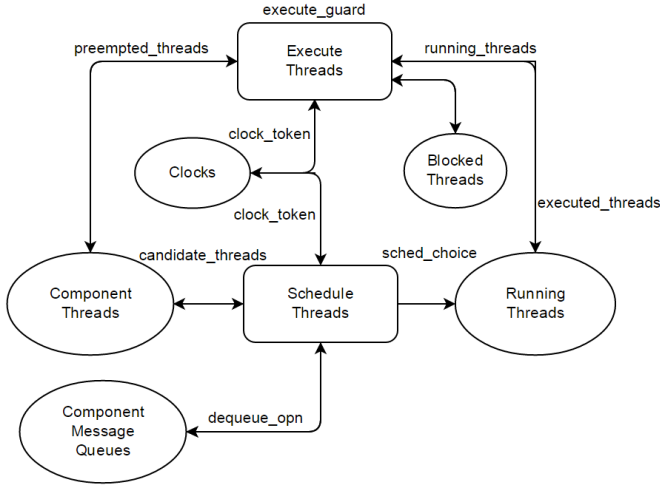 execute_guard
preempted_threads
Execute
Threads
running_threads
clock_token
Clocks
Blocked
Threads
clock_token
executed_threads
candidate_threads
sched_choice
Component
Threads
Schedule
Threads
Running
Threads
Component
Message
Queues
dequeue_opn